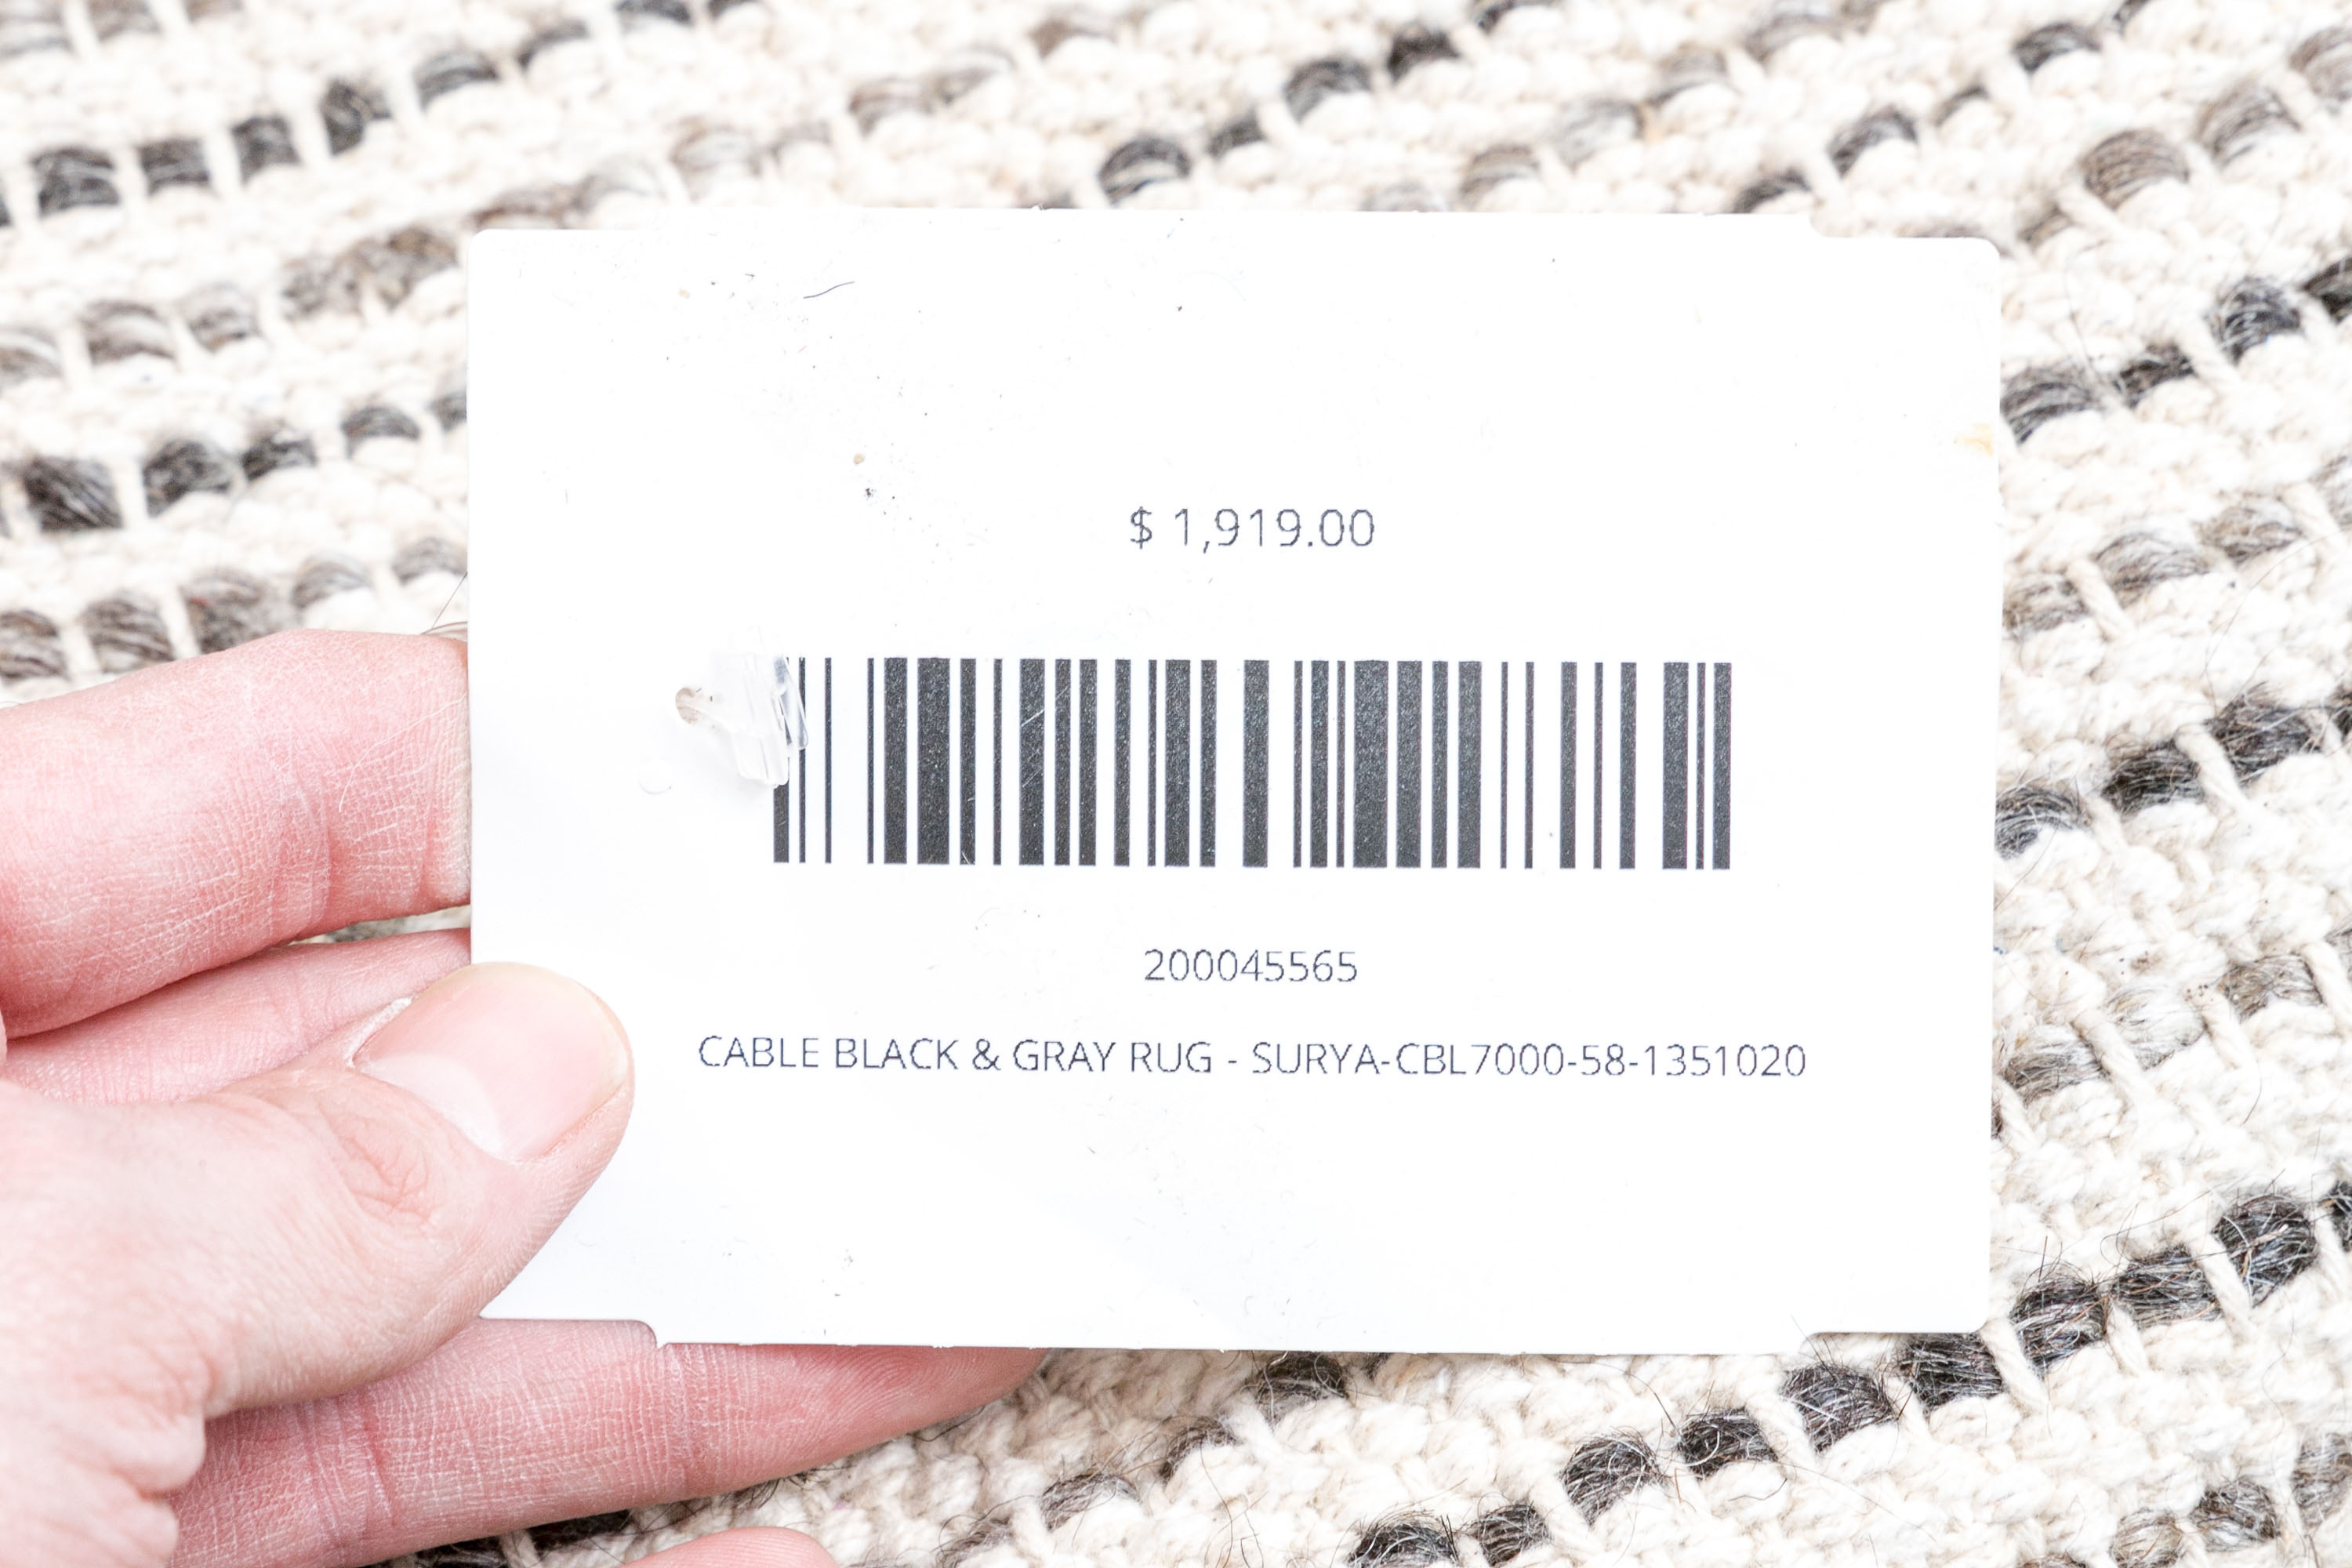 $ 1,919.00
200045565
CABLE BLACK & GRAY RUG - SURYA-CBL7000-58-1351020